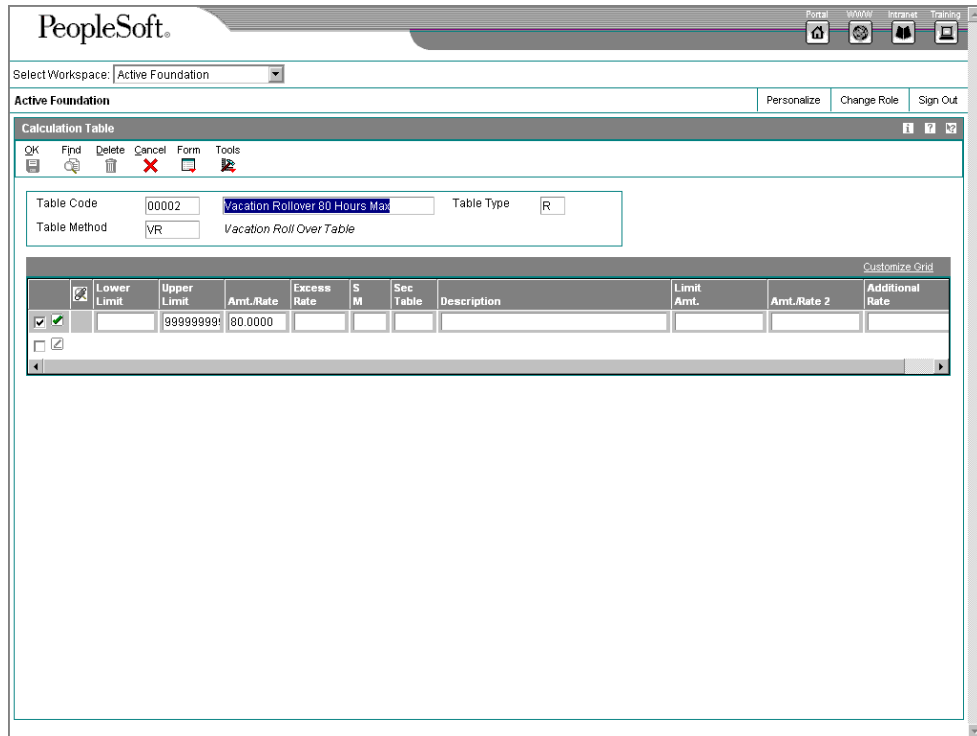 Portal WWW Intranet Training
PeopleSoft®
Select Workspace: Active Foundation
Active Foundation Personalize Change Role Sign Out
Calculation Table
OK Find Delete Cancel Form Tools
Table Code 00002 Vacation Rollover 80 Hours Max Table Type R
Table Method VR Vacation Roll Over Table
Customize Grid
Lower Limit Upper Limit Amt./Rate Excess Rate S M Sec Table Description Limit Amt. Amt./Rate 2 Additional Rate
99999999 80.0000